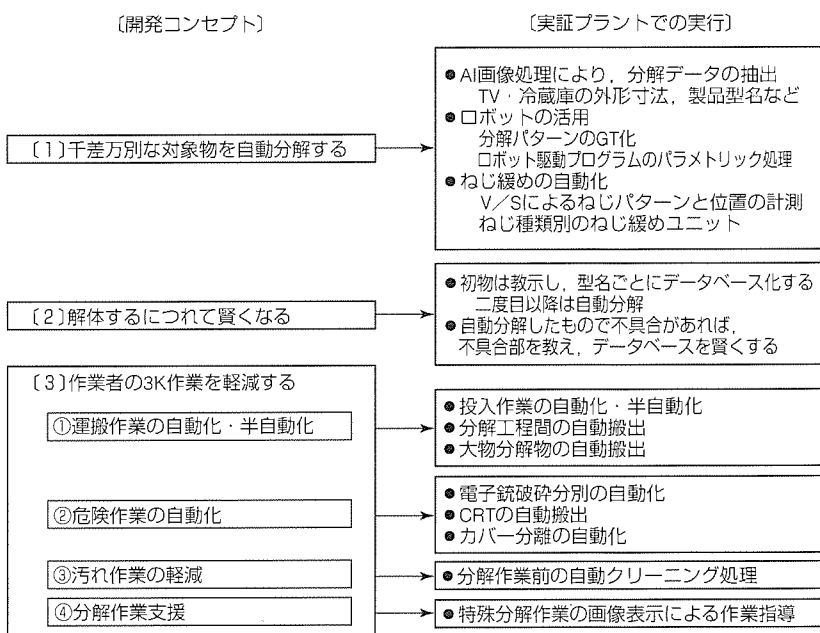 〔開発コンセプト〕
〔実証プラントでの実行〕
〔1〕千差万別な対象物を自動分解する
●AI画像処理により，分解データの抽出
TV・冷蔵庫の外形寸法，製品型名など
●ロボットの活用
分解パターンのGT化
ロボット駆動プログラムのパラメトリック処理
●ねじ緩めの自動化
V／Sによるねじパターンと位置の計測
ねじ種類別のねじ緩めユニット
〔2〕解体するにつれて賢くなる
●初物は教示し，型名ごとにデータベース化する
二度目以降は自動分解
●自動分解したもので不具合があれば，
不具合部を教え，データベースを賢くする
〔3〕作業者の3K作業を軽減する
①運搬作業の自動化・半自動化
●投入作業の自動化・半自動化
●分解工程間の自動搬出
●大物分解物の自動搬出
②危険作業の自動化
●電子銃破砕分別の自動化
●CRTの自動搬出
●カバー分離の自動化
③汚れ作業の軽減
●分解作業前の自動クリーニング処理
④分解作業支援
●特殊分解作業の画像表示による作業指導